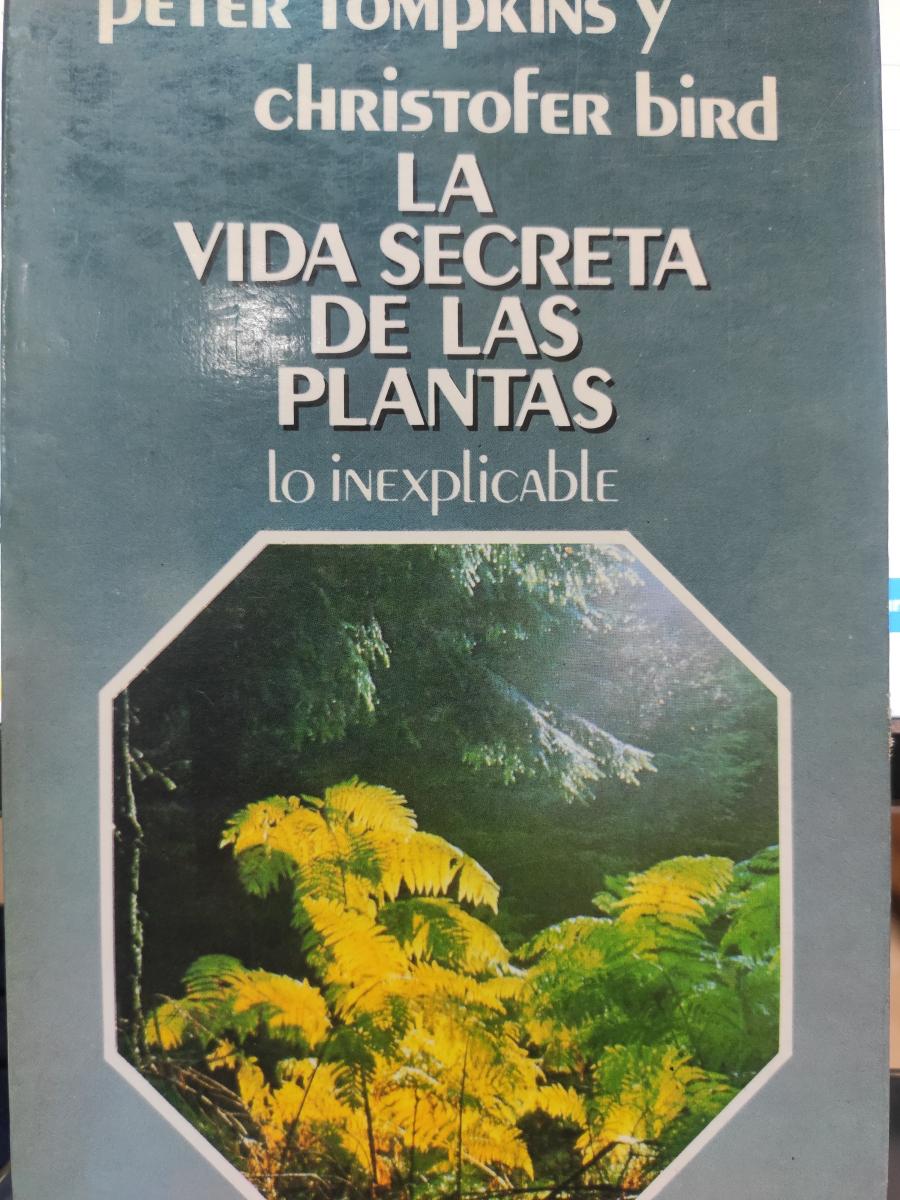 PETER TOMPKINS y
christofer bird
LA
VIDA SECRETA
DE LAS
PLANTAS
lo inexplicable